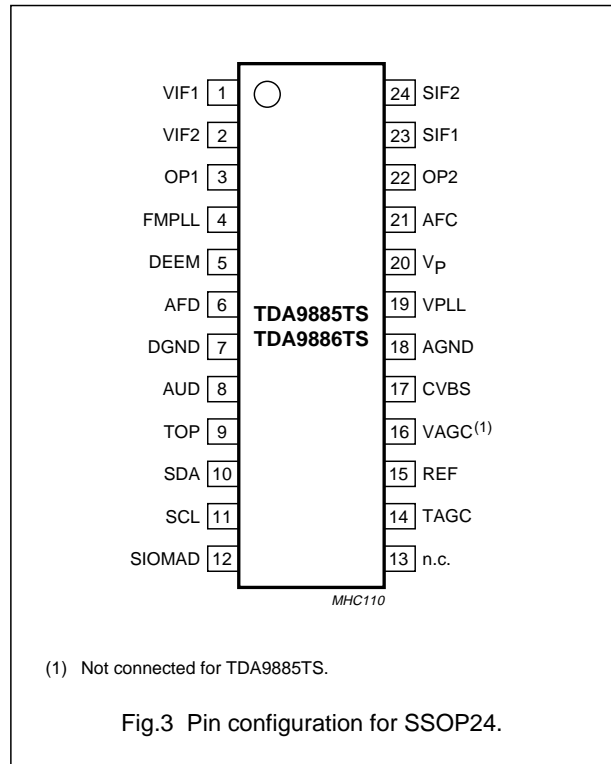 VIF1 1
VIF2 2
OP1 3
FMPLL 4
DEEM 5
AFD 6
DGND 7
AUD 8
TOP 9
SDA 10
SCL 11
SIOMAD 12
TDA9885TS
TDA9886TS
24 SIF2
23 SIF1
22 OP2
21 AFC
20 VP
19 VPLL
18 AGND
17 CVBS
16 VAGC(1)
15 REF
14 TAGC
13 n.c.
MHC110
(1) Not connected for TDA9885TS.
Fig.3 Pin configuration for SSOP24.